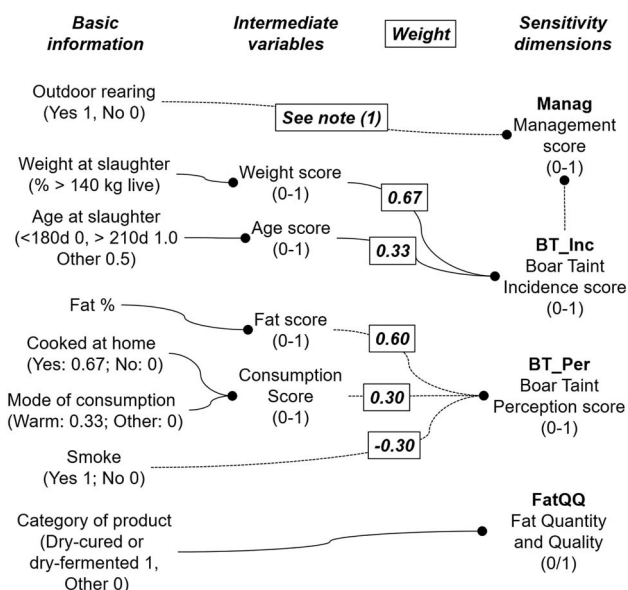 Basic
information
Intermediate
variables
Weight
Sensitivity
dimensions
Outdoor rearing
(Yes 1, No 0)
See note (1)
Manag
Management
score
(0-1)
Weight at slaughter
(% > 140 kg live)
Weight score
(0-1)
0.67
Age at slaughter
(<180d 0, > 210d 1.0
Other 0.5)
Age score
(0-1)
0.33
BT_Inc
Boar Taint
Incidence score
(0-1)
Fat %
Fat score
(0-1)
0.60
Cooked at home
(Yes: 0.67; No: 0)
Mode of consumption
(Warm: 0.33; Other: 0)
Consumption
Score
(0-1)
0.30
BT_Per
Boar Taint
Perception score
(0-1)
Smoke
(Yes 1; No 0)
-0.30
Category of product
(Dry-cured or
dry-fermented 1,
Other 0)
FatQQ
Fat Quantity
and Quality
(0/1)